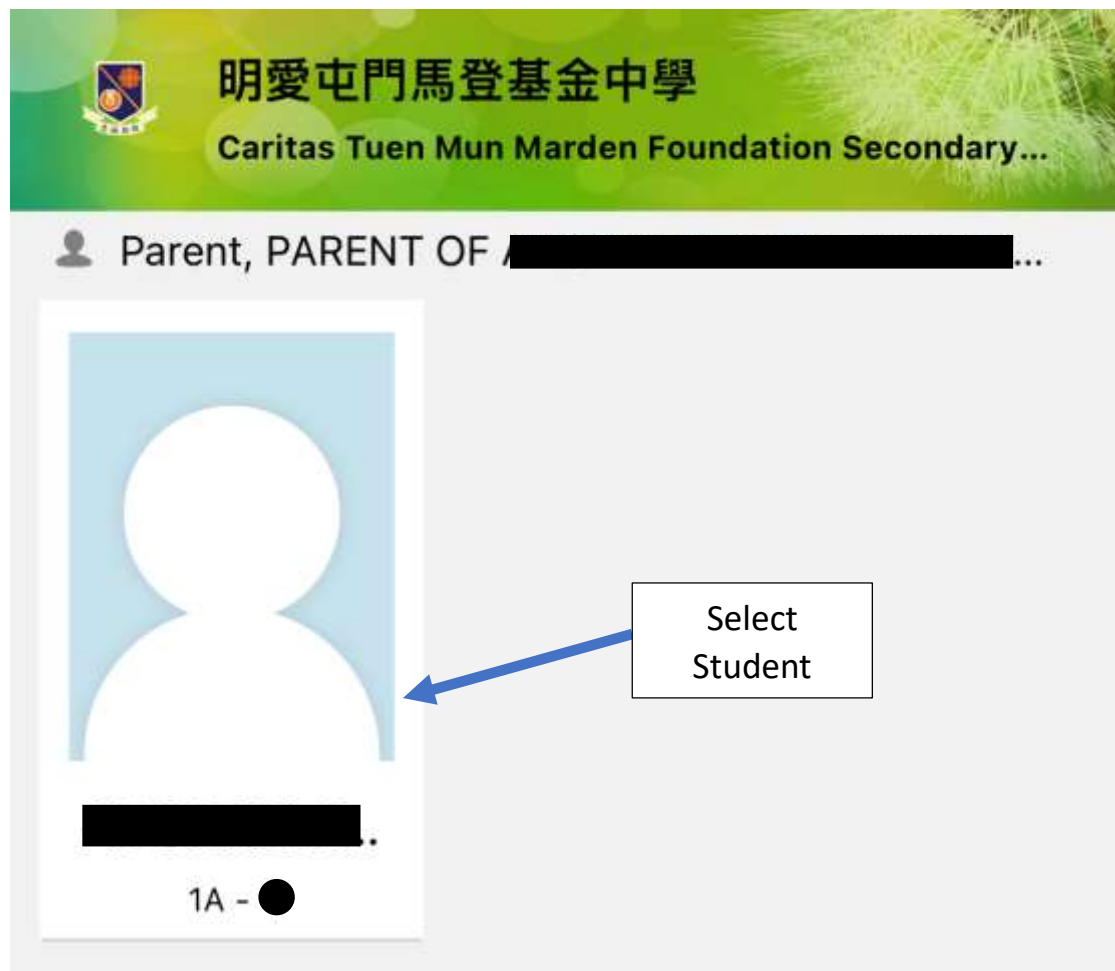 明愛屯門馬登基金中學
Caritas Tuen Mun Marden Foundation Secondary...
Parent, PARENT OF ...
Select
Student
..
1A -